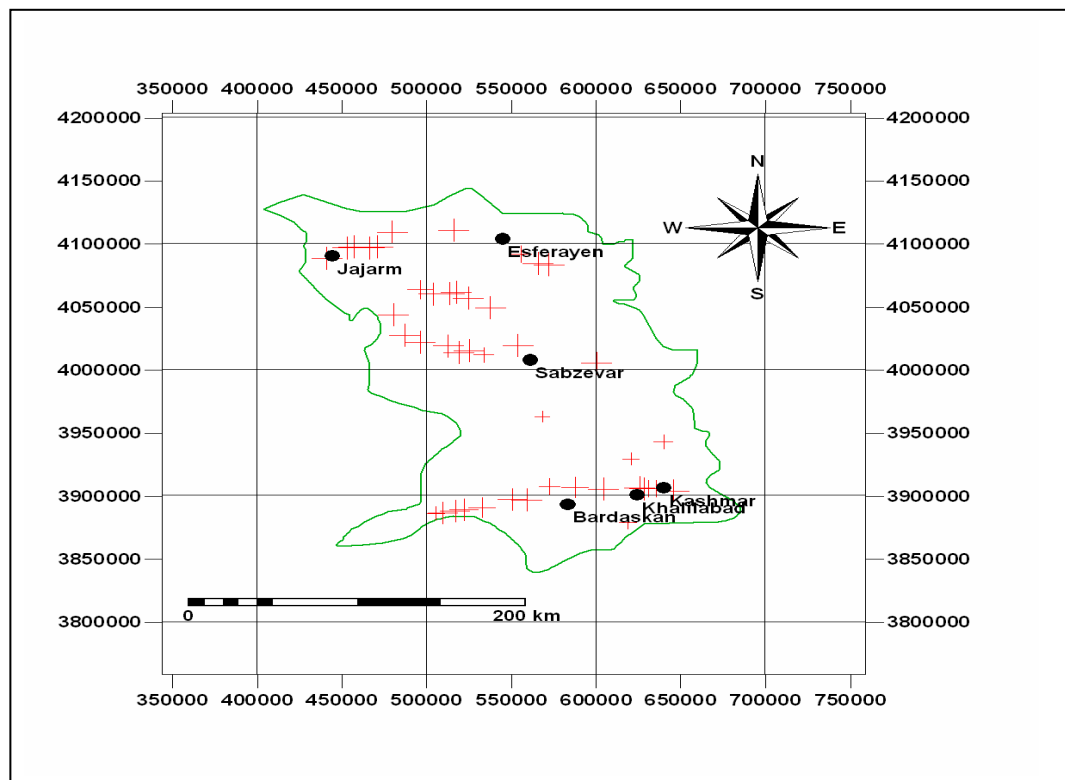 350000 400000 450000 500000 550000 600000 650000 700000 750000
4200000 4200000
4150000 4150000
N
W E
S
4100000 4100000
Esferayen
Jajarm
4050000 4050000
4000000 4000000
Sabzevar
3950000 3950000
3900000 3900000
Kashmar
Khalilabad
Bardaskan
3850000 3850000
0 200 km
3800000 3800000
350000 400000 450000 500000 550000 600000 650000 700000 750000